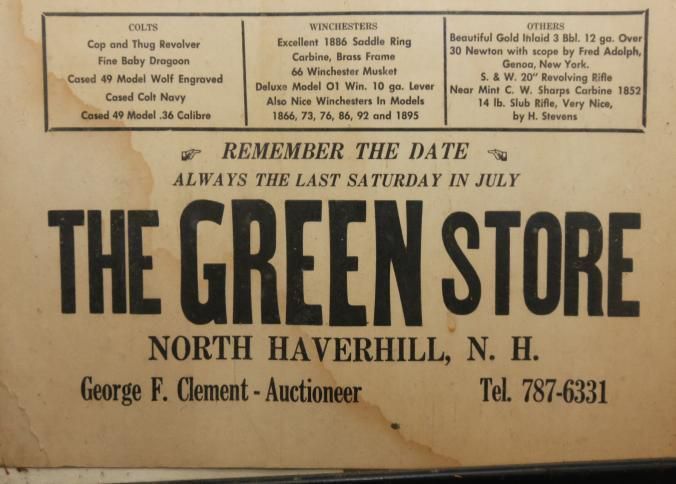 COLTS
Cop and Thug Revolver
Fine Baby Dragoon
Cased 49 Model Wolf Engraved
Cased Colt Navy
Cased 49 Model .36 Calibre
WINCHESTERS
Excellent 1886 Saddle Ring
Carbine, Brass Frame
66 Winchester Musket
Deluxe Model 01 Win. 10 ga. Lever
Also Nice Winchesters In Models
1866, 73, 76, 86, 92 and 1895
OTHERS
Beautiful Gold Inlaid 3 Bbl. 12 ga. Over
30 Newton with scope by Fred Adolph,
Genoa, New York.
S. & W. 20" Revolving Rifle
Near Mint C. W. Sharps Carbine 1852
14 lb. Slub Rifle, Very Nice,
by H. Stevens
REMEMBER THE DATE
ALWAYS THE LAST SATURDAY IN JULY
THE GREEN STORE
NORTH HAVERHILL, N. H.
George F. Clement - Auctioneer Tel. 787-6331